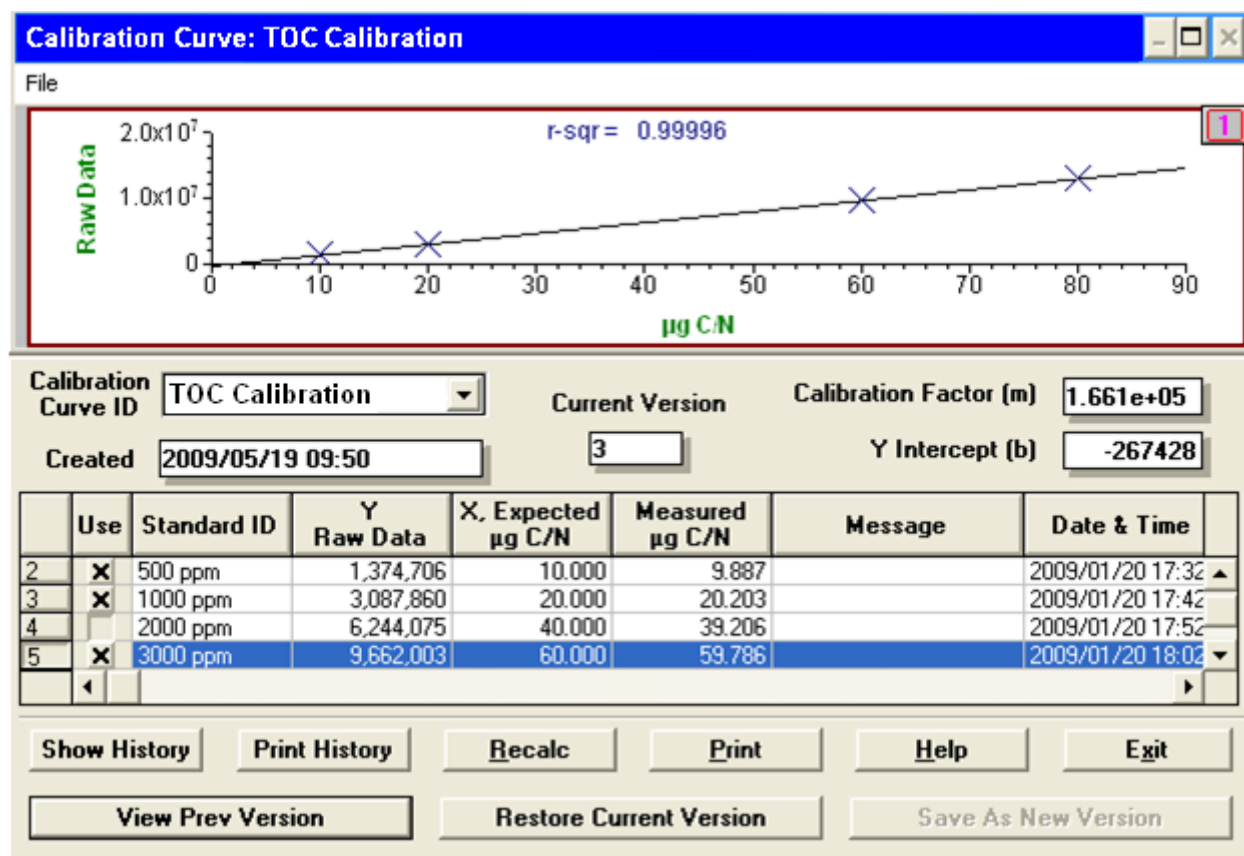 Calibration Curve: TOC Calibration
File
r-sqr = 0.99996
1
2.0x10⁷
1.0x10⁷
0
Raw Data
0 10 20 30 40 50 60 70 80 90
µg C/N
Calibration Curve ID TOC Calibration
Current Version
3
Calibration Factor (m) 1.661e+05
Created 2009/05/19 09:50
Y Intercept (b) -267428
Use Standard ID Y Raw Data X, Expected µg C/N Measured µg C/N Message Date & Time
2 500 ppm 1,374,706 10.000 9.887 2009/01/20 17:32
3 1000 ppm 3,087,860 20.000 20.203 2009/01/20 17:42
4 2000 ppm 6,244,075 40.000 39.206 2009/01/20 17:52
5 3000 ppm 9,662,003 60.000 59.786 2009/01/20 18:02
Show History Print History Recalc Print Help Exit
View Prev Version Restore Current Version Save As New Version